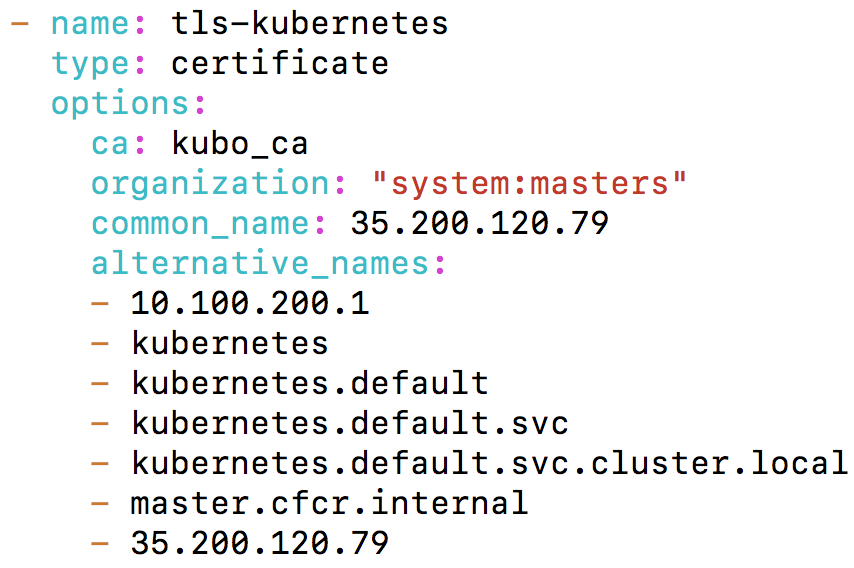 - name: tls-kubernetes
  type: certificate
  options:
    ca: kubo_ca
    organization: "system:masters"
    common_name: 35.200.120.79
    alternative_names:
    - 10.100.200.1
    - kubernetes
    - kubernetes.default
    - kubernetes.default.svc
    - kubernetes.default.svc.cluster.local
    - master.cfcr.internal
    - 35.200.120.79